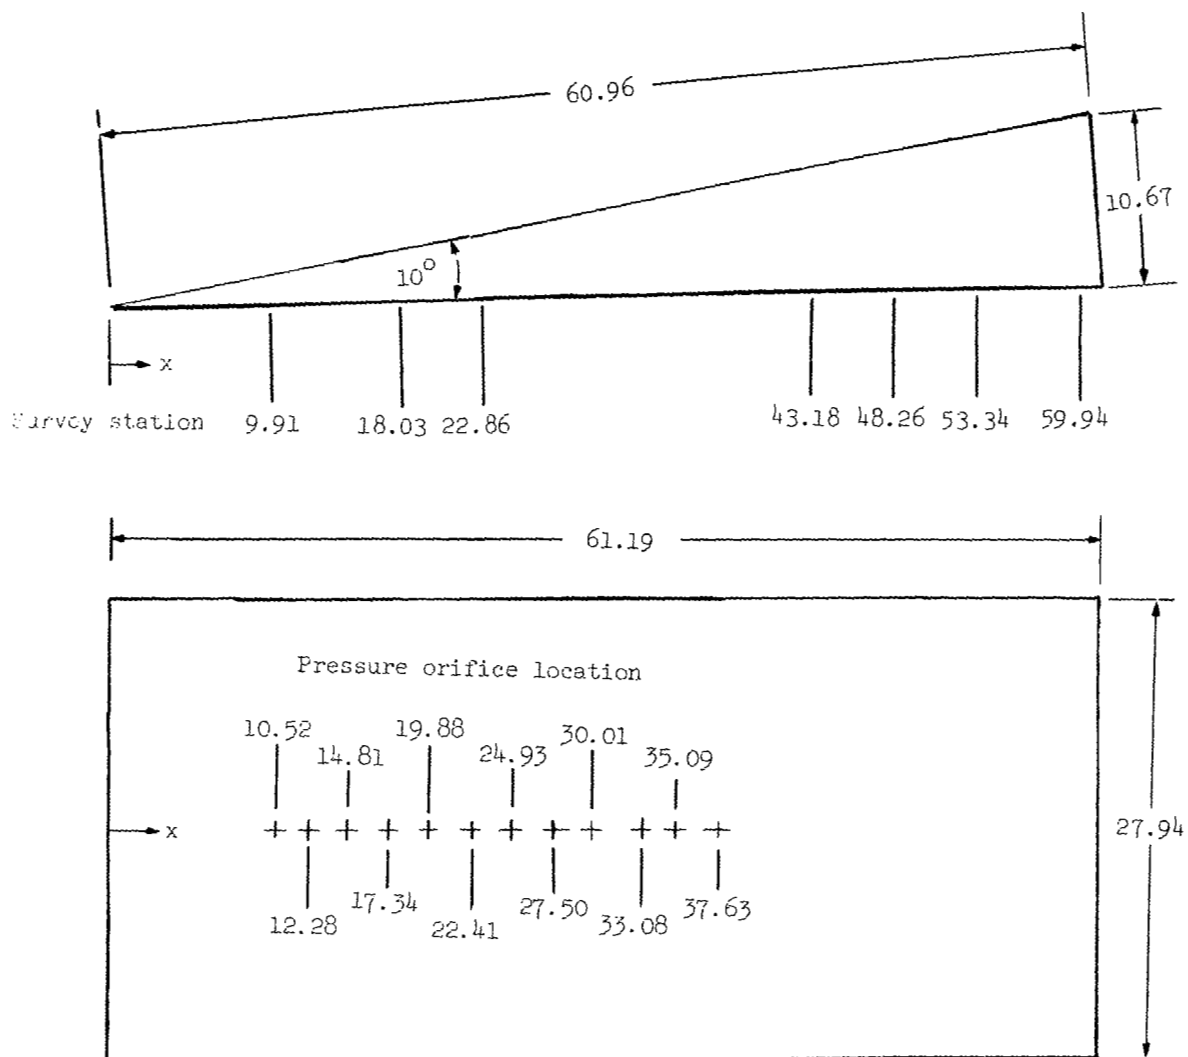 60.96
10.67
10°
x
Survey station 9.91 18.03 22.86 43.18 48.26 53.34 59.94
61.19
Pressure orifice location
10.52 19.88 30.01
14.81 24.93 35.09
x
27.94
17.34 27.50 37.63
12.28 22.41 33.08